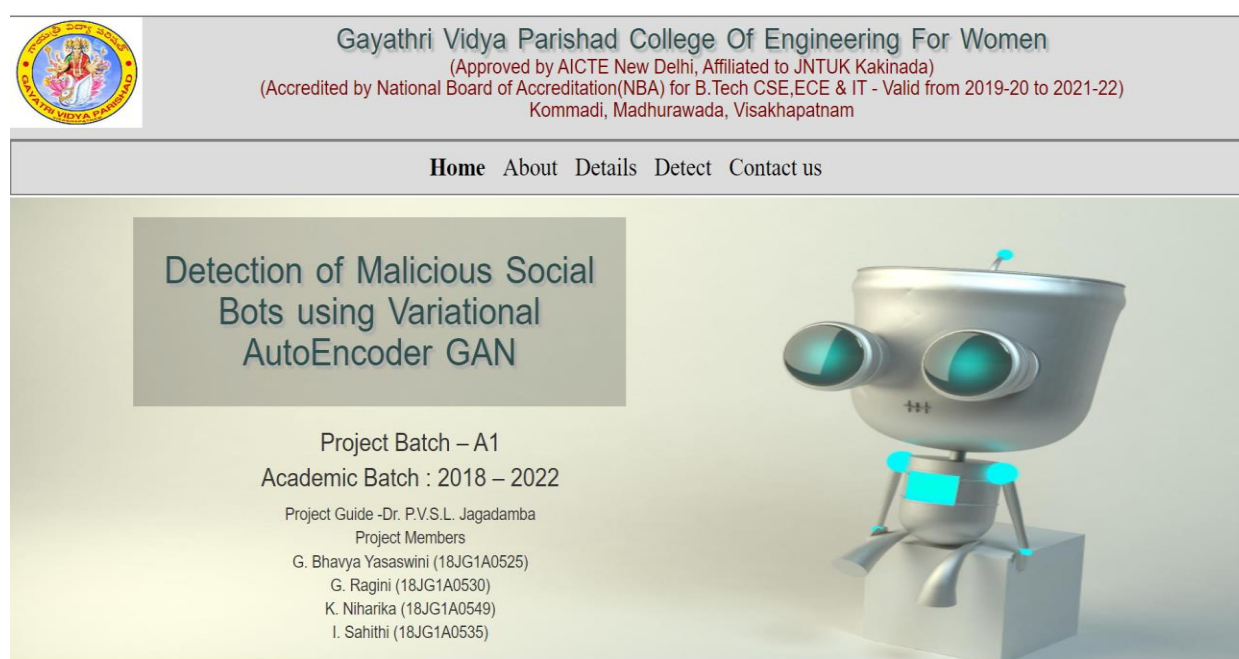 గాయత్రీ విద్యా పరిషత్
GAYATRI VIDYA PARISHAD
Gayathri Vidya Parishad College Of Engineering For Women
(Approved by AICTE New Delhi, Affiliated to JNTUK Kakinada)
(Accredited by National Board of Accreditation(NBA) for B.Tech CSE,ECE & IT - Valid from 2019-20 to 2021-22)
Kommadi, Madhurawada, Visakhapatnam
Home About Details Detect Contact us
Detection of Malicious Social
Bots using Variational
AutoEncoder GAN
Project Batch – A1
Academic Batch : 2018 – 2022
Project Guide -Dr. P.V.S.L. Jagadamba
Project Members
G. Bhavya Yasaswini (18JG1A0525)
G. Ragini (18JG1A0530)
K. Niharika (18JG1A0549)
I. Sahithi (18JG1A0535)